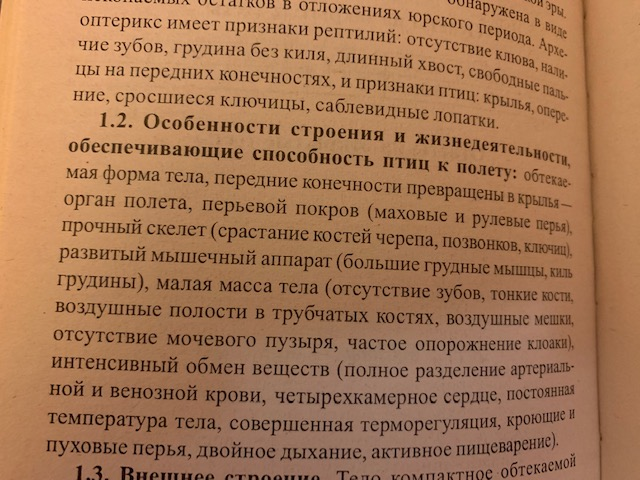 обнаружена в виде
ископаемых остатков в отложениях юрского периода. Архе-
оптерикс имеет признаки рептилий: отсутствие клюва, нали-
чие зубов, грудина без киля, длинный хвост, свободные паль-
цы на передних конечностях, и признаки птиц: крылья, опере-
ние, сросшиеся ключицы, саблевидные лопатки.
1.2. Особенности строения и жизнедеятельности,
обеспечивающие способность птиц к полету: обтекае-
мая форма тела, передние конечности превращены в крылья —
орган полета, перьевой покров (маховые и рулевые перья),
прочный скелет (срастание костей черепа, позвонков, ключиц),
развитый мышечный аппарат (большие грудные мышцы, киль
грудины), малая масса тела (отсутствие зубов, тонкие кости,
воздушные полости в трубчатых костях, воздушные мешки,
отсутствие мочевого пузыря, частое опорожнение клоаки),
интенсивный обмен веществ (полное разделение артериаль-
ной и венозной крови, четырехкамерное сердце, постоянная
температура тела, совершенная терморегуляция, кроющие и
пуховые перья, двойное дыхание, активное пищеварение).
1.3. Внешнее строение. Тело компактное обтекаемой